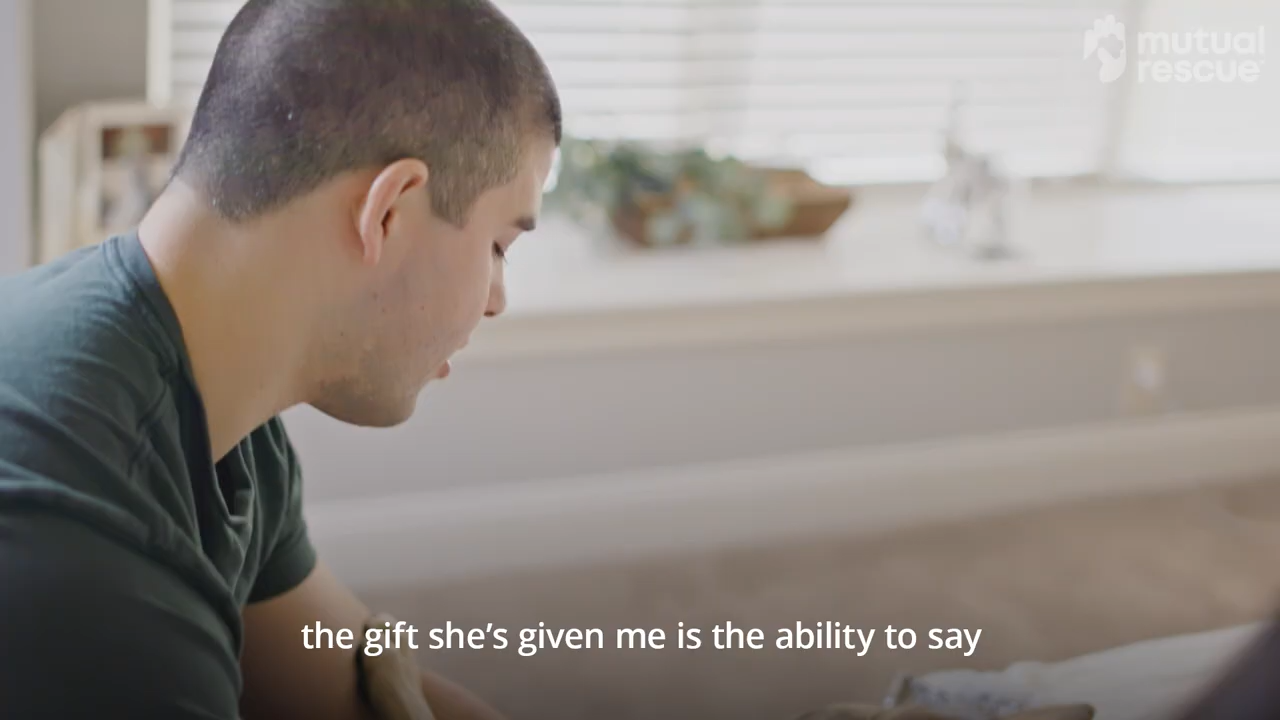 mutual
rescue
the gift she's given me is the ability to say